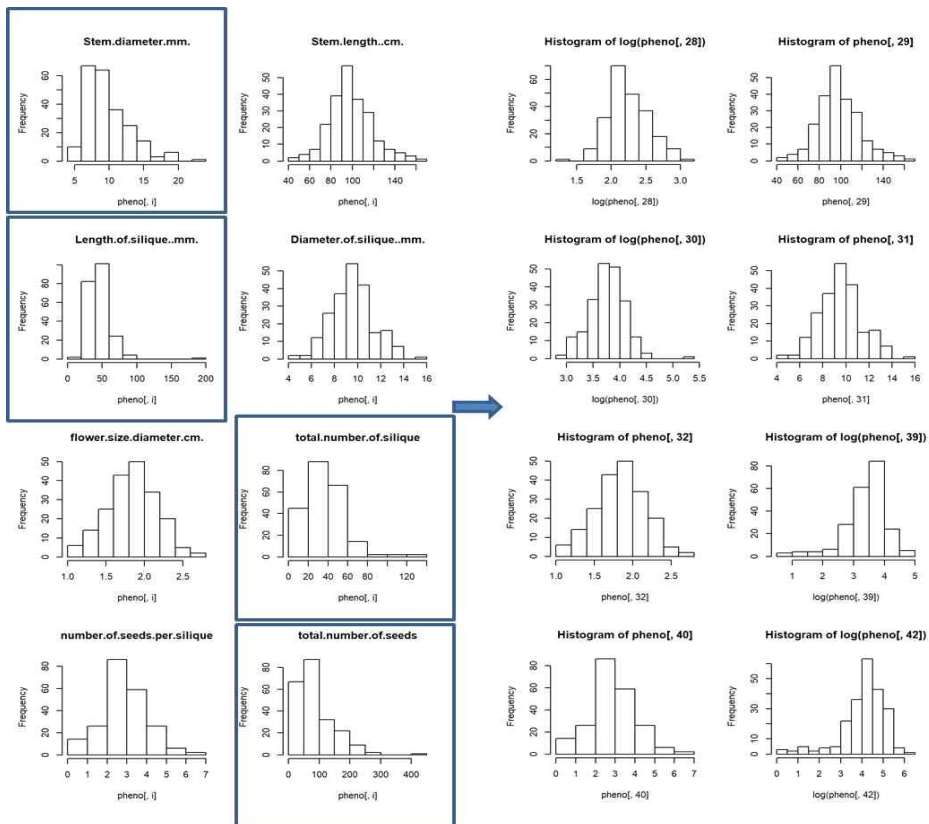 Stem.diameter.mm.
Frequency
0 20 40 60
5 10 15 20
pheno[, i]
Stem.length..cm.
Frequency
0 10 30 50
40 60 80 100 140
pheno[, i]
Histogram of log(pheno[, 28])
Frequency
0 20 40 60
1.5 2.0 2.5 3.0
log(pheno[, 28])
Histogram of pheno[, 29]
Frequency
0 10 30 50
40 60 80 100 140
pheno[, 29]
Length.of.silique..mm.
Frequency
0 20 40 60 80
0 50 100 150 200
pheno[, i]
Diameter.of.silique..mm.
Frequency
0 10 20 30 40 50
4 6 8 10 12 14 16
pheno[, i]
Histogram of log(pheno[, 30])
Frequency
0 10 20 30 40 50
3.0 3.5 4.0 4.5 5.0 5.5
log(pheno[, 30])
Histogram of pheno[, 31]
Frequency
0 10 20 30 40 50
4 6 8 10 12 14 16
pheno[, 31]
flower.size.diameter.cm.
Frequency
0 10 20 30 40 50
1.0 1.5 2.0 2.5
pheno[, i]
total.number.of.silique
Frequency
0 20 40 60 80
0 20 40 60 80 120
pheno[, i]
Histogram of pheno[, 32]
Frequency
0 10 20 30 40 50
1.0 1.5 2.0 2.5
pheno[, 32]
Histogram of log(pheno[, 39])
Frequency
0 20 40 60 80
1 2 3 4 5
log(pheno[, 39])
number.of.seeds.per.silique
Frequency
0 20 40 60 80
0 1 2 3 4 5 6 7
pheno[, i]
total.number.of.seeds
Frequency
0 20 40 60 80
0 100 200 300 400
pheno[, i]
Histogram of pheno[, 40]
Frequency
0 20 40 60 80
0 1 2 3 4 5 6 7
pheno[, 40]
Histogram of log(pheno[, 42])
Frequency
0 10 30 50
0 1 2 3 4 5 6
log(pheno[, 42])